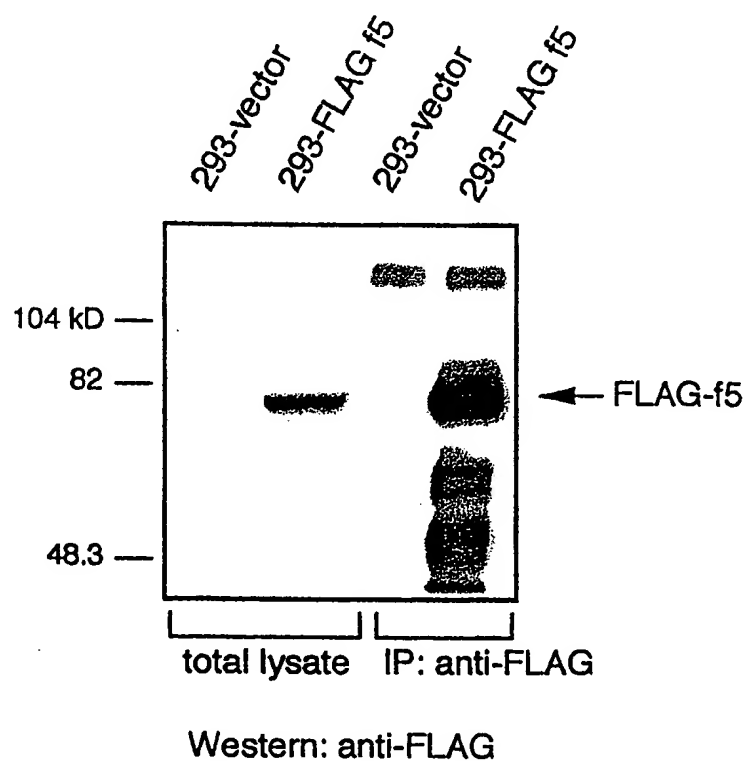 293-vector
293-FLAG f5
293-vector
293-FLAG f5
104 kD
82
FLAG-f5
48.3
total lysate
IP: anti-FLAG
Western: anti-FLAG